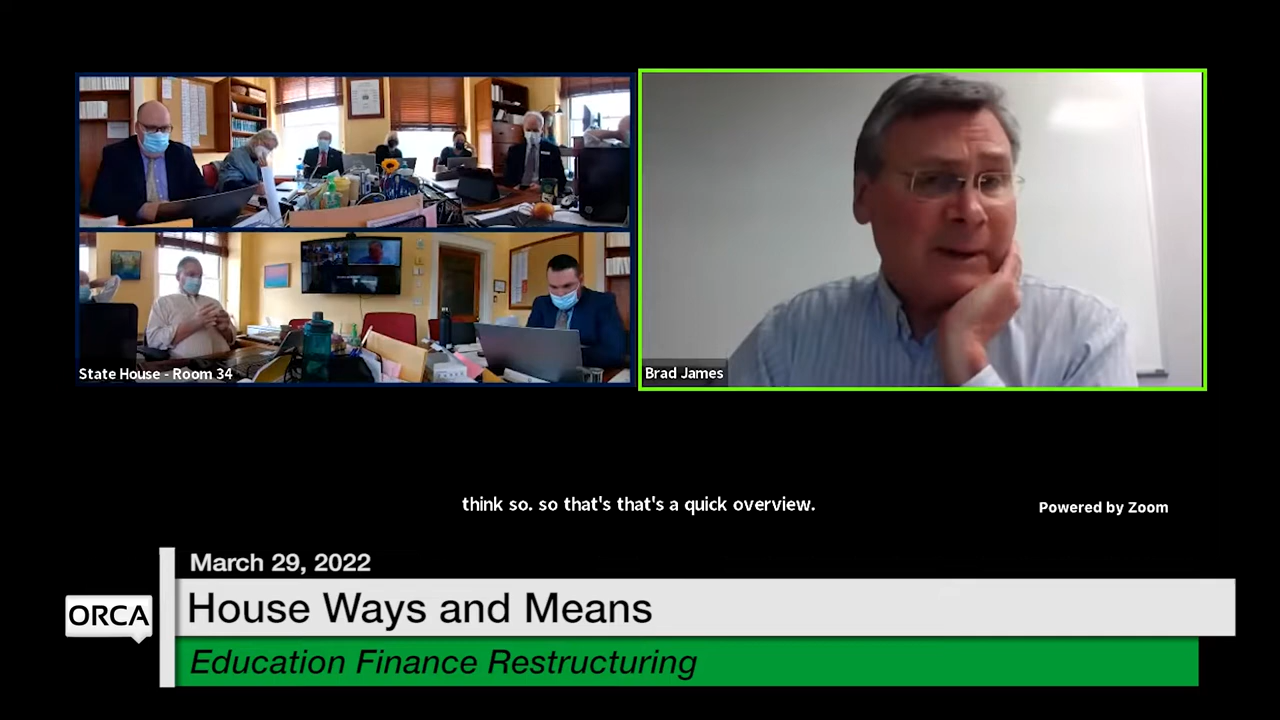 State House - Room 34
Brad James
think so. so that's that's a quick overview.
Powered by Zoom
March 29, 2022
ORCA
House Ways and Means
Education Finance Restructuring